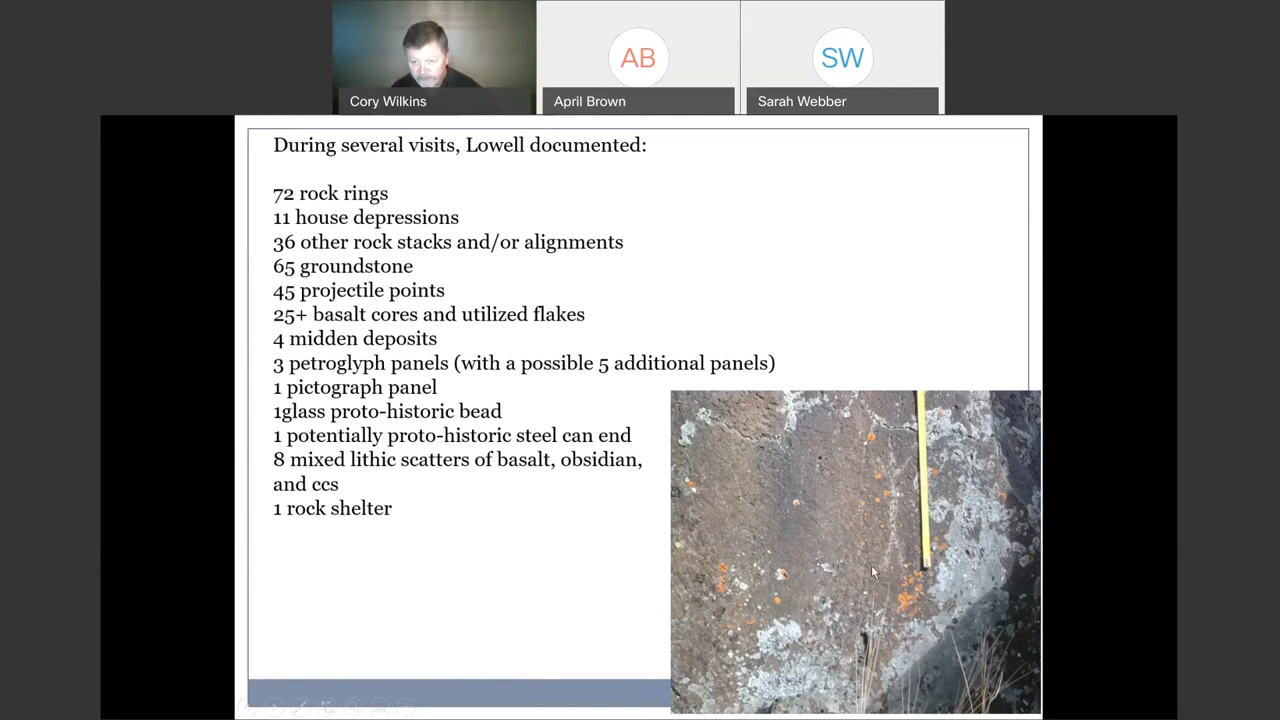 AB
SW
Cory Wilkins
April Brown
Sarah Webber
During several visits, Lowell documented:
72 rock rings
11 house depressions
36 other rock stacks and/or alignments
65 groundstone
45 projectile points
25+ basalt cores and utilized flakes
4 midden deposits
3 petroglyph panels (with a possible 5 additional panels)
1 pictograph panel
1glass proto-historic bead
1 potentially proto-historic steel can end
8 mixed lithic scatters of basalt, obsidian,
and ccs
1 rock shelter